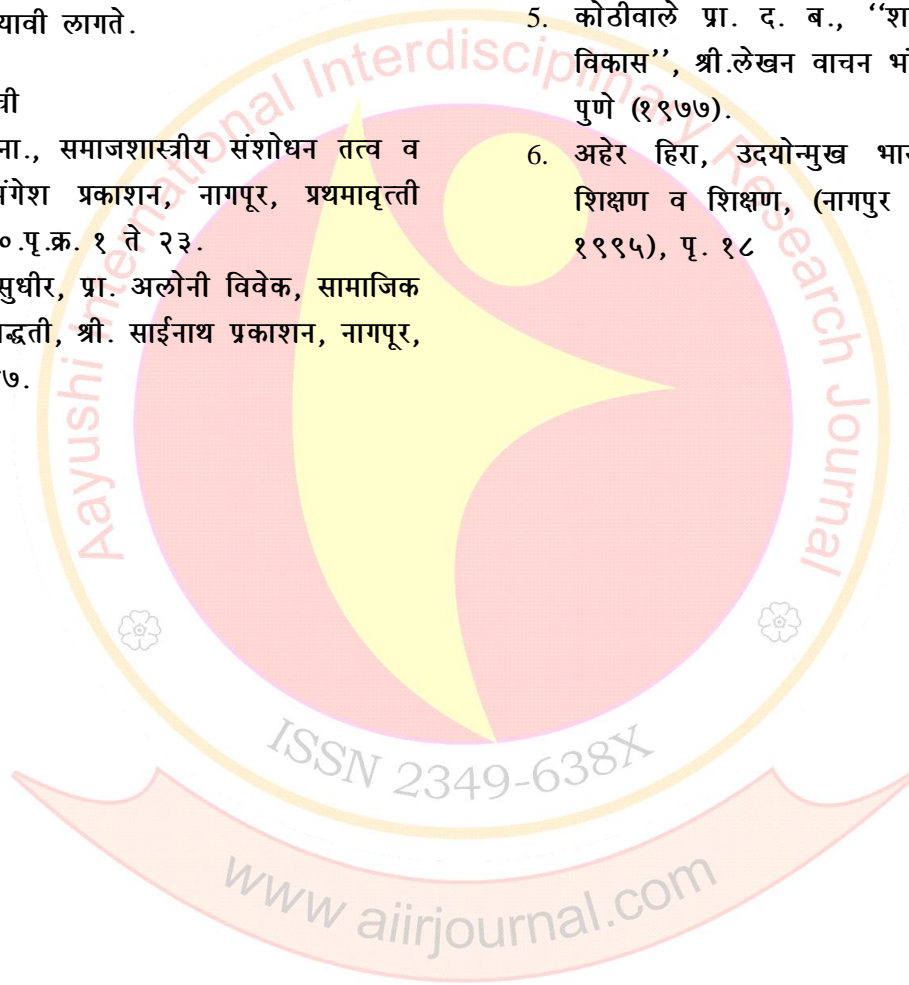 यावी लागते.
ना., समाजशास्त्रीय संशोधन तत्व व
प्रकाशन, नागपूर, प्रथमावृत्ती
०.पृ.क्र. १ ते २३.
सुधीर, प्रा. अलोनी विवेक, सामाजिक
श्री. साईनाथ प्रकाशन, नागपूर,
७.
5. कोठीवाले प्रा. द. ब., ‘‘श
विकास’’, श्री.लेखन वाचन
पुणे (१९७७).
6. अहेर हिरा, उदयोन्मुख
शिक्षण व शिक्षण, (नागपुर
१९९५), पृ. १८
Aayushi International Interdisciplinary Research Journal
ISSN 2349-638X
www aiirjournal.com